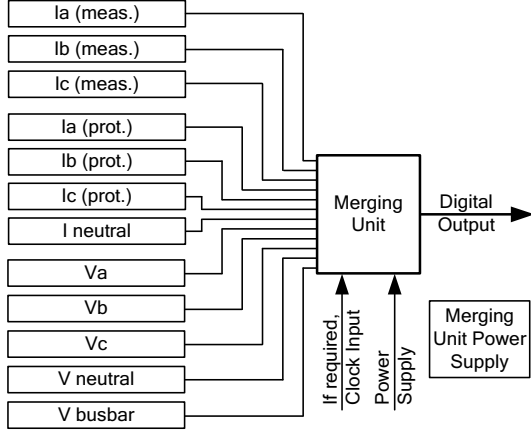 Ia (meas.)
Ib (meas.)
Ic (meas.)
Ia (prot.)
Ib (prot.)
Ic (prot.)
I neutral
Va
Vb
Vc
V neutral
V busbar
Merging
Unit
Digital
Output
If required,
Clock Input
Power
Supply
Merging
Unit Power
Supply